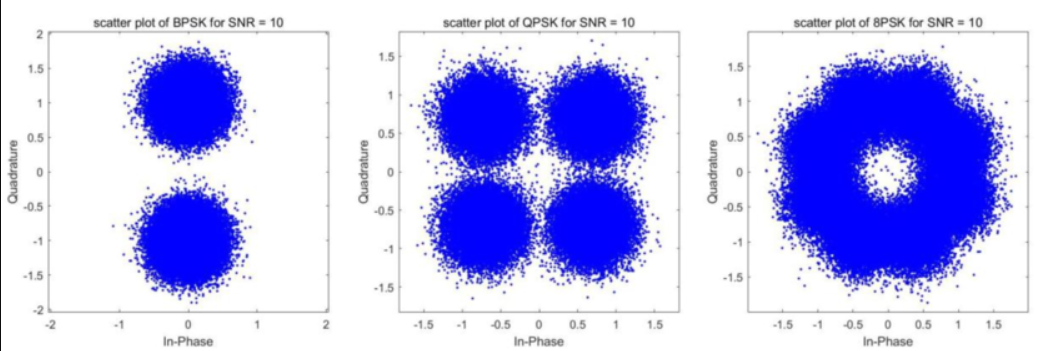 scatter plot of BPSK for SNR = 10
2
1.5
1
0.5
0
-0.5
-1
-1.5
-2
Quadrature
-2 -1 0 1 2
In-Phase
scatter plot of QPSK for SNR = 10
1.5
1
0.5
0
-0.5
-1
-1.5
Quadrature
-1.5 -1 -0.5 0 0.5 1 1.5
In-Phase
scatter plot of 8PSK for SNR = 10
1.5
1
0.5
0
-0.5
-1
-1.5
Quadrature
-1.5 -1 -0.5 0 0.5 1 1.5
In-Phase